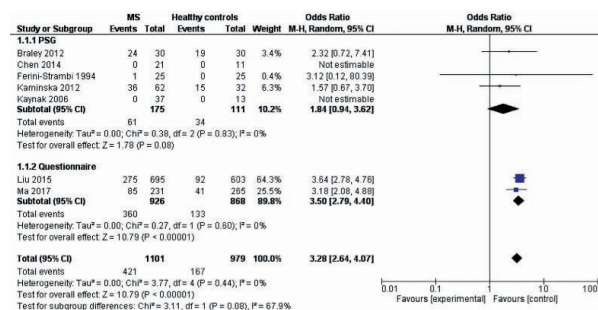 MS Healthy controls Odds Ratio Odds Ratio
Study or Subgroup Events Total Events Total Weight M-H, Random, 95% CI M-H, Random, 95% CI
1.1.1 PSG
Braley 2012 24 30 19 30 3.4% 2.32 [0.72, 7.41]
Chen 2014 0 21 0 11 Not estimable
Ferini-Strambi 1994 1 25 0 25 0.4% 3.12 [0.12, 80.39]
Kaminska 2012 36 62 15 32 6.3% 1.57 [0.67, 3.70]
Kaynak 2006 0 37 0 13 Not estimable
Subtotal (95% CI) 175 111 10.2% 1.84 [0.94, 3.62]
Total events 61 34
Heterogeneity: Tau² = 0.00; Chi² = 0.38, df = 2 (P = 0.83); I² = 0%
Test for overall effect: Z = 1.78 (P = 0.08)
1.1.2 Questionnaire
Liu 2015 275 695 92 603 64.3% 3.64 [2.78, 4.76]
Ma 2017 85 231 41 265 25.5% 3.18 [2.08, 4.88]
Subtotal (95% CI) 926 868 89.8% 3.50 [2.79, 4.40]
Total events 360 133
Heterogeneity: Tau² = 0.00; Chi² = 0.27, df = 1 (P = 0.60); I² = 0%
Test for overall effect: Z = 10.79 (P < 0.00001)
Total (95% CI) 1101 979 100.0% 3.28 [2.64, 4.07]
Total events 421 167
Heterogeneity: Tau² = 0.00; Chi² = 3.77, df = 4 (P = 0.44); I² = 0%
Test for overall effect: Z = 10.79 (P < 0.00001)
Test for subgroup differences: Chi² = 3.11, df = 1 (P = 0.08), I² = 67.9%
0.01 0.1 1 10 100
Favours [experimental] Favours [control]